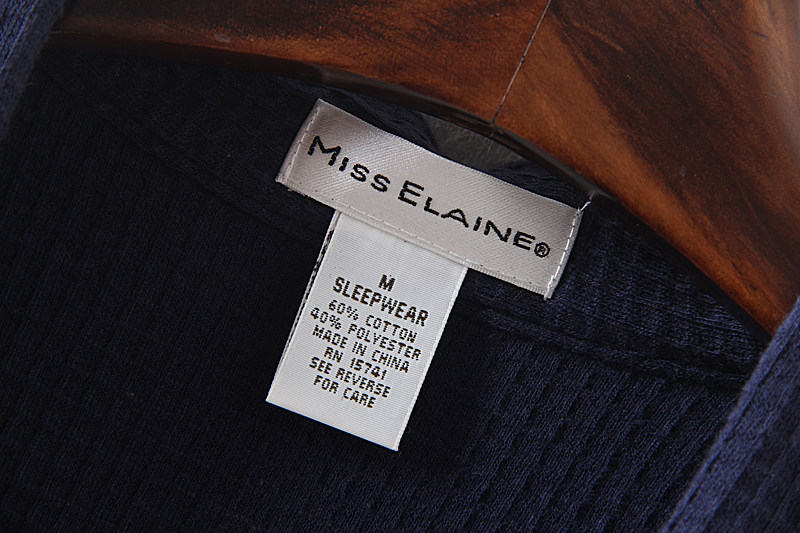 MISS ELAINE®
M
SLEEPWEAR
60% COTTON
40% POLYESTER
MADE IN CHINA
RN 15741
SEE REVERSE
FOR CARE